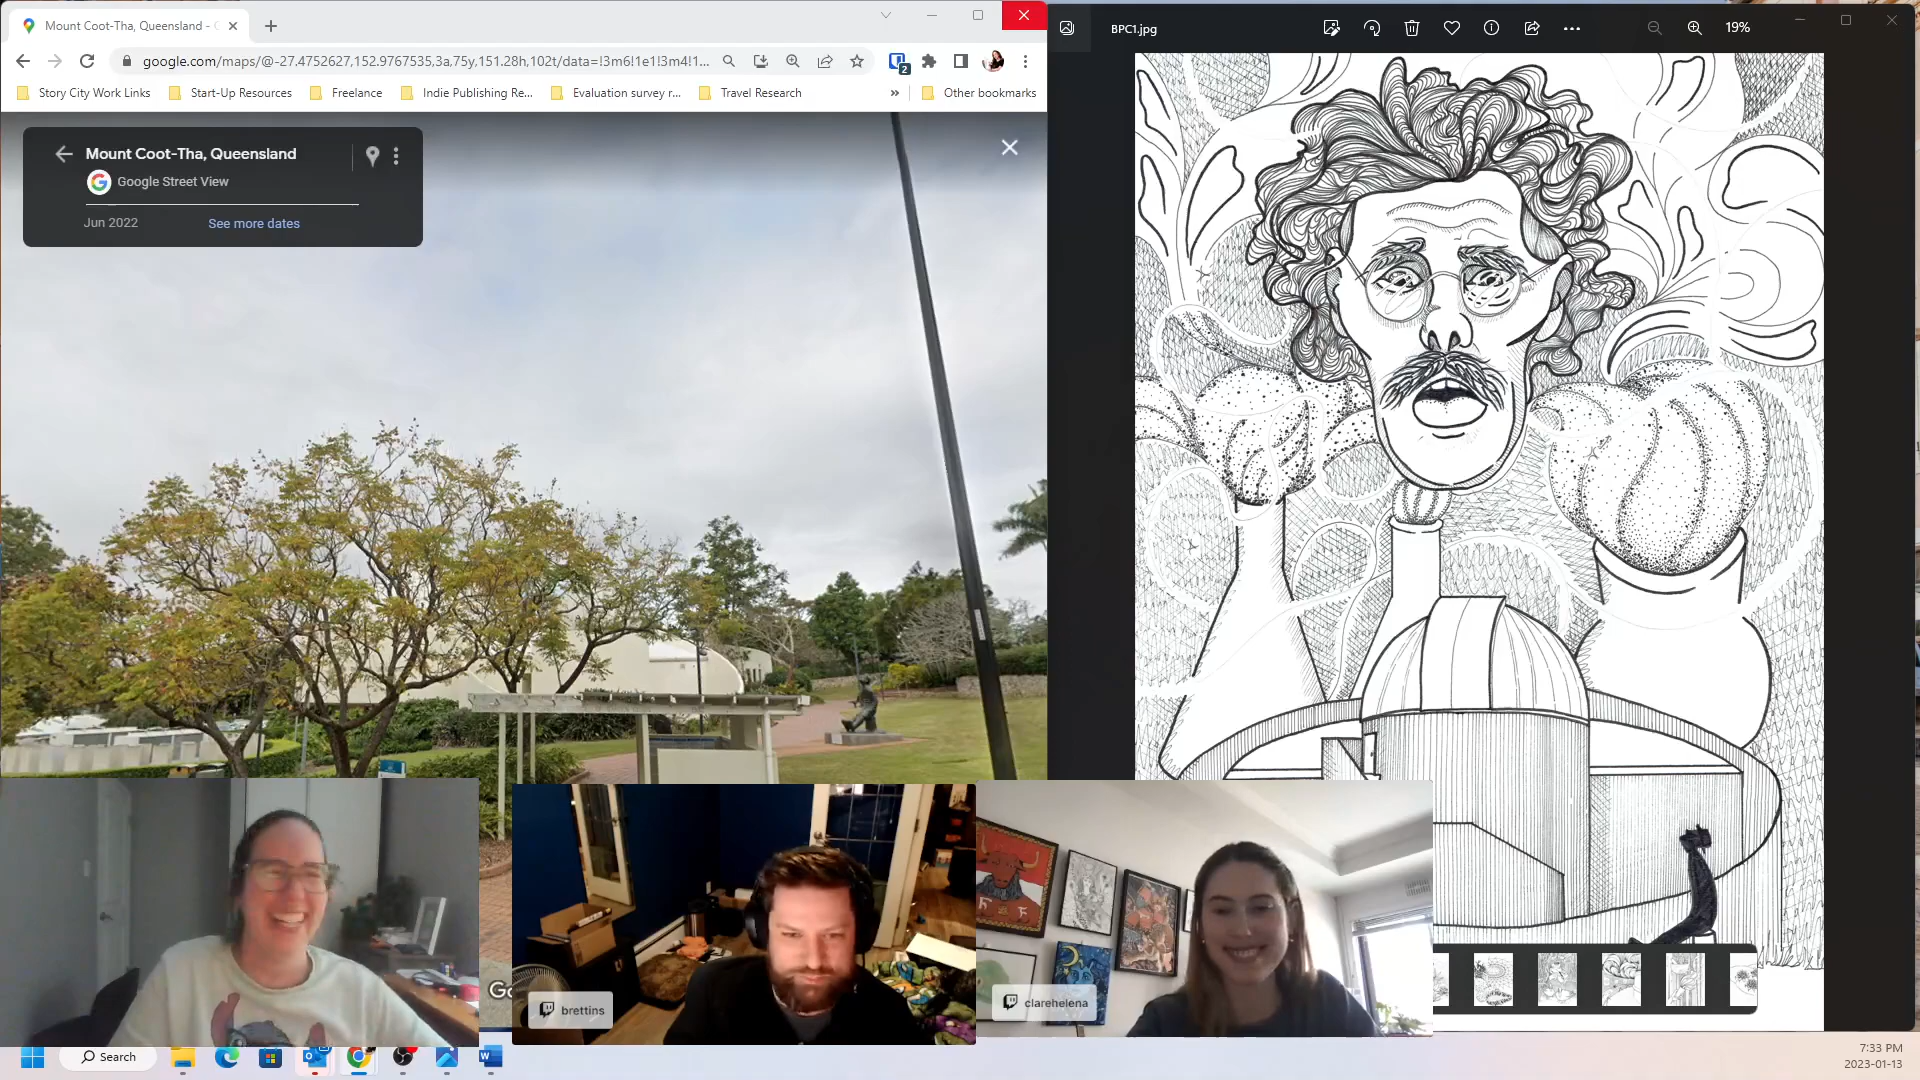 Mount Coot-Tha, Queensland - G
google.com/maps/@-27.4752627,152.9767535,3a,75y,151.28h,102t/data=!3m6!1e1!3m4!1...
2
Story City Work Links
Start-Up Resources
Freelance
Indie Publishing Re...
Evaluation survey r...
Travel Research
»
Other bookmarks
Mount Coot-Tha, Queensland
Google Street View
Jun 2022
See more dates
BPC1.jpg
19%
Go
brettins
clarehelena
Search
7:33 PM
2023-01-13